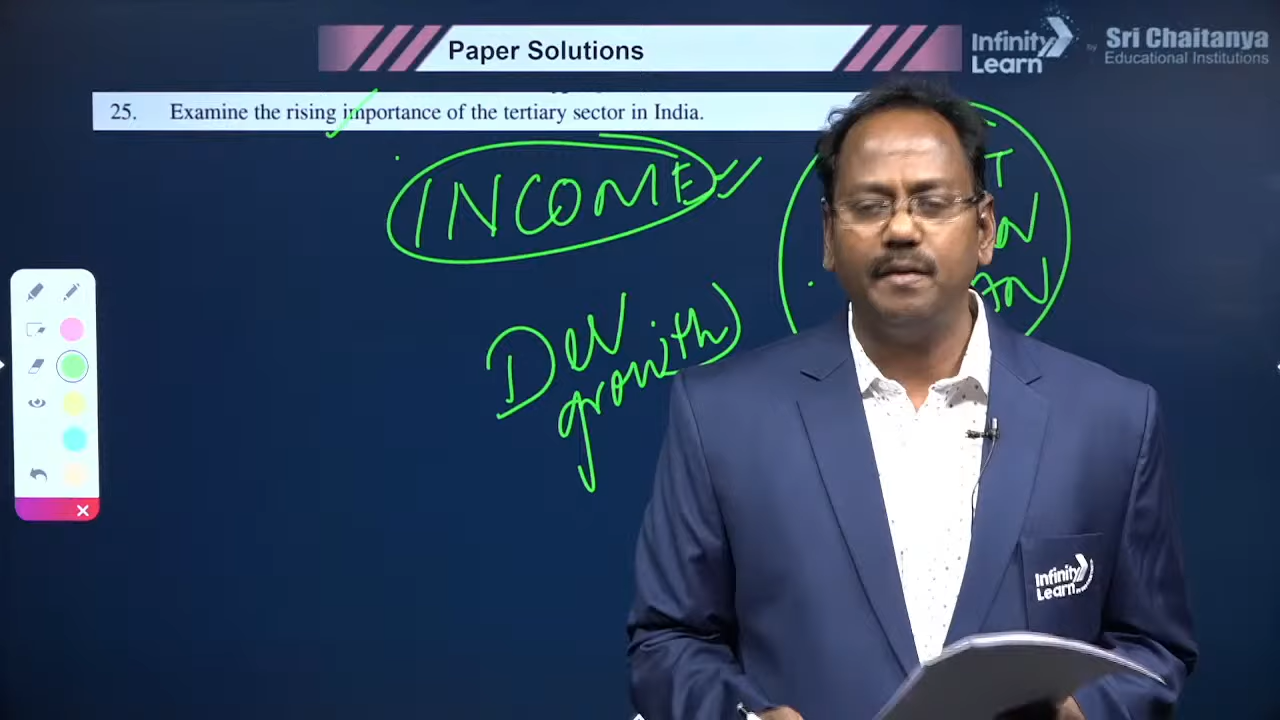 Paper Solutions
Infinity Learn
by
Sri Chaitanya
Educational Institutions
25. Examine the rising importance of the tertiary sector in India.
INCOME
Dev
growth
Infinity
Learn